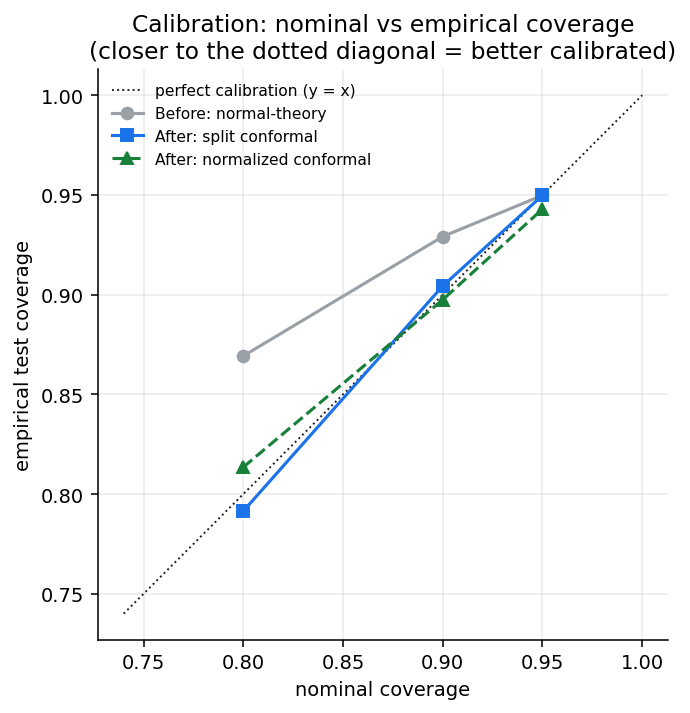 Calibration: nominal vs empirical coverage
(closer to the dotted diagonal = better calibrated)
perfect calibration (y = x)
Before: normal-theory
After: split conformal
After: normalized conformal
empirical test coverage
1.00
0.95
0.90
0.85
0.80
0.75
0.75 0.80 0.85 0.90 0.95 1.00
nominal coverage